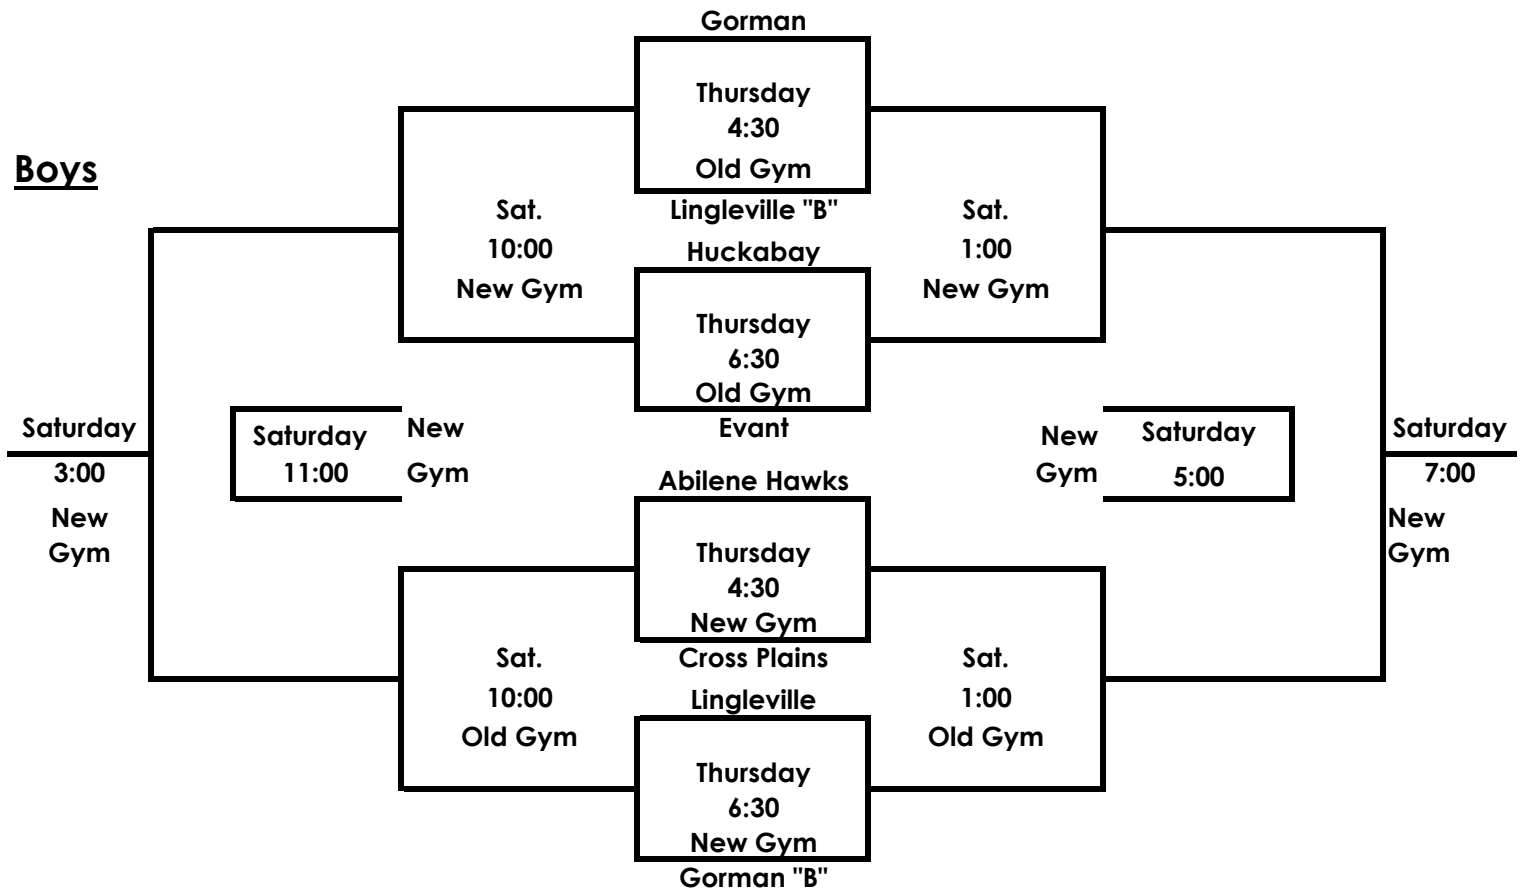 Boys
Gorman
Thursday
4:30
Old Gym
Lingleville "B"
Sat.
10:00
New Gym
Sat.
1:00
New Gym
Huckabay
Thursday
6:30
Old Gym
Evant
Saturday
3:00
New
Gym
Saturday
11:00
New
Gym
New
Gym
Saturday
5:00
Saturday
7:00
New
Gym
Abilene Hawks
Thursday
4:30
New Gym
Cross Plains
Sat.
10:00
Old Gym
Sat.
1:00
Old Gym
Lingleville
Thursday
6:30
New Gym
Gorman "B"